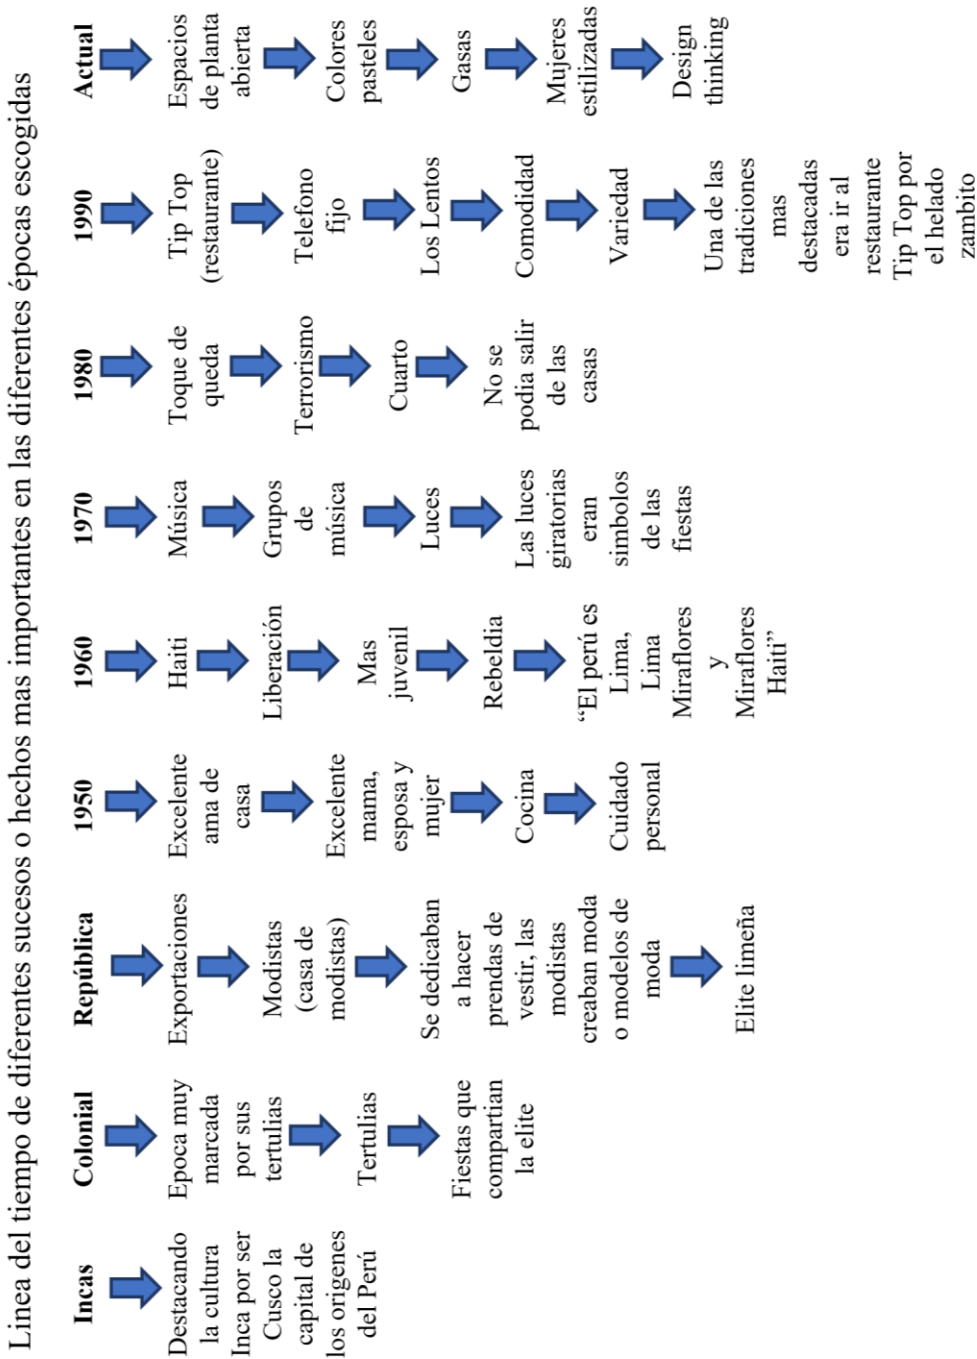 Linea del tiempo de diferentes sucesos o hechos mas importantes en las diferentes épocas escogidas
Incas
Destacando
la cultura
Inca por ser
Cusco la
capital de
los origenes
del Perú
Colonial
Epoca muy
marcada
por sus
tertulias
Tertulias
Fiestas que
compartian
la elite
República
Exportaciones
Modistas
(casa de
modistas)
Se dedicaban
a hacer
prendas de
vestir, las
modistas
creaban moda
o modelos de
moda
Elite limeña
1950
Excelente
ama de
casa
Excelente
mama,
esposa y
mujer
Cocina
Cuidado
personal
1960
Haiti
Liberación
Mas
juvenil
Rebeldia
“El perú es
Lima,
Lima
Miraflores
y
Miraflores
Haiti”
1970
Música
Grupos
de
música
Luces
Las luces
giratorias
eran
simbolos
de las
fiestas
1980
Toque de
queda
Terrorismo
Cuarto
No se
podia salir
de las
casas
1990
Tip Top
(restaurante)
Telefono
fijo
Los Lentos
Comodidad
Variedad
Una de las
tradiciones
mas
destacadas
era ir al
restaurante
Tip Top por
el helado
zambito
Actual
Espacios
de planta
abierta
Colores
pasteles
Gasas
Mujeres
estilizadas
Design
thinking